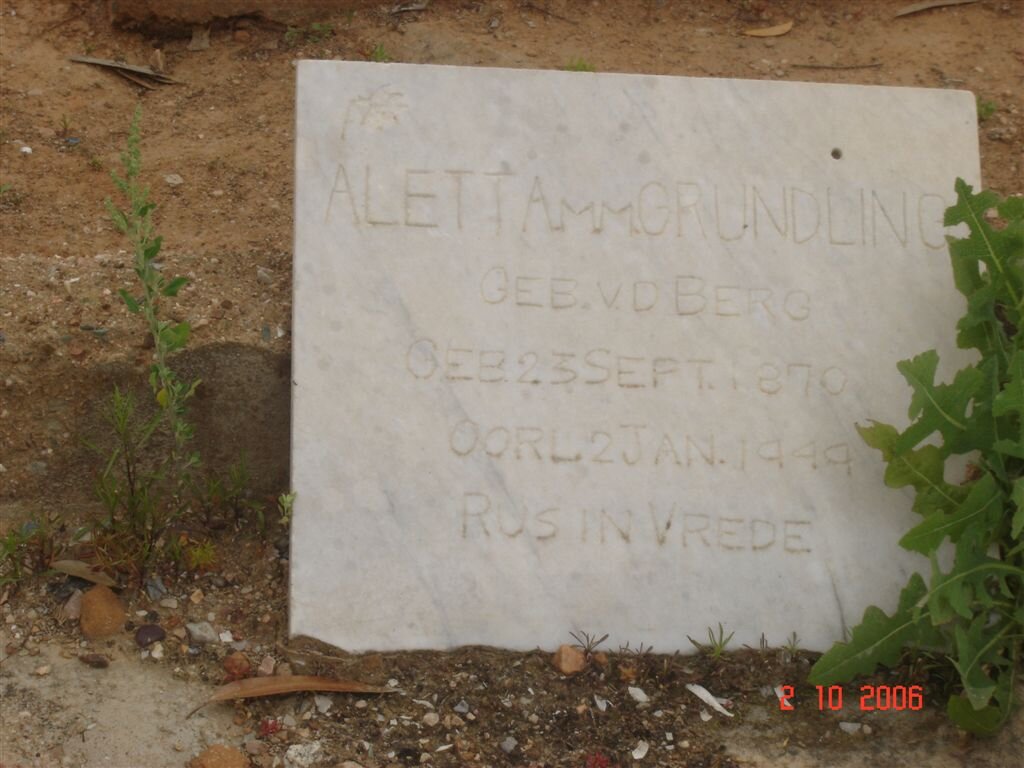 ALETTA M.M. GRUNDLING
GEB. V.D BERG
GEB. 23 SEPT. 1870
OORL. 2 JAN. 1949
RUS IN VREDE
2 10 2006